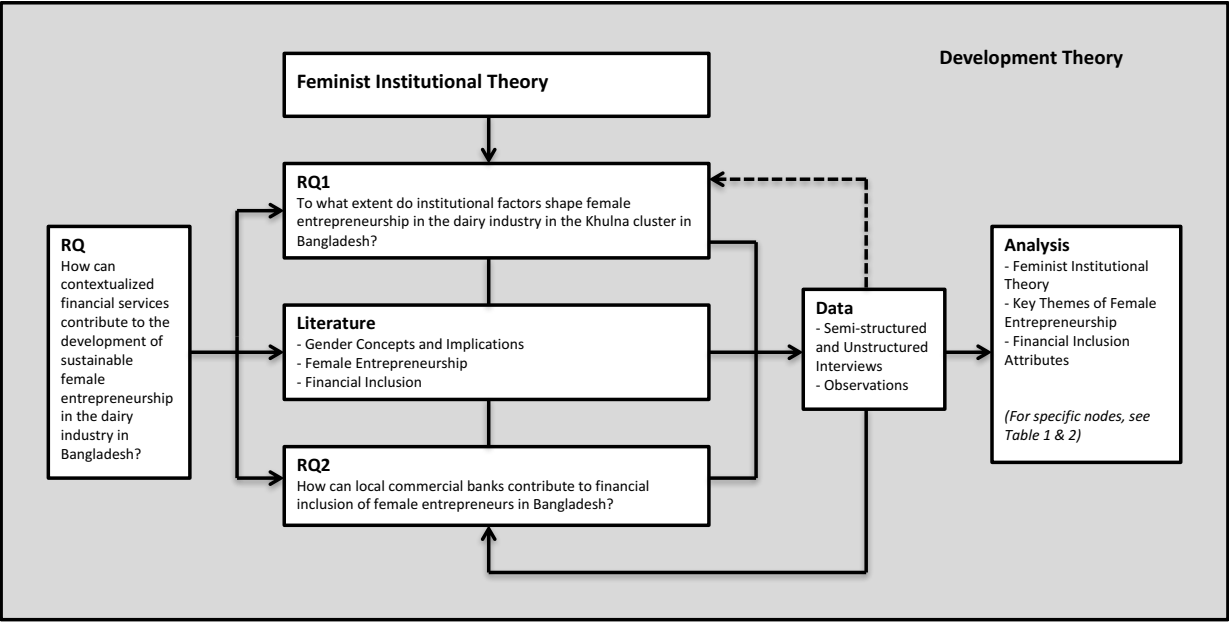 Development Theory
Feminist Institutional Theory
RQ1
To what extent do institutional factors shape female
entrepreneurship in the dairy industry in the Khulna cluster in
Bangladesh?
RQ
How can
contextualized
financial services
contribute to the
development of
sustainable
female
entrepreneurship
in the dairy
industry in
Bangladesh?
Literature
- Gender Concepts and Implications
- Female Entrepreneurship
- Financial Inclusion
RQ2
How can local commercial banks contribute to financial
inclusion of female entrepreneurs in Bangladesh?
Data
- Semi-structured
and Unstructured
Interviews
- Observations
Analysis
- Feminist Institutional
Theory
- Key Themes of Female
Entrepreneurship
- Financial Inclusion
Attributes
(For specific nodes, see
Table 1 & 2)